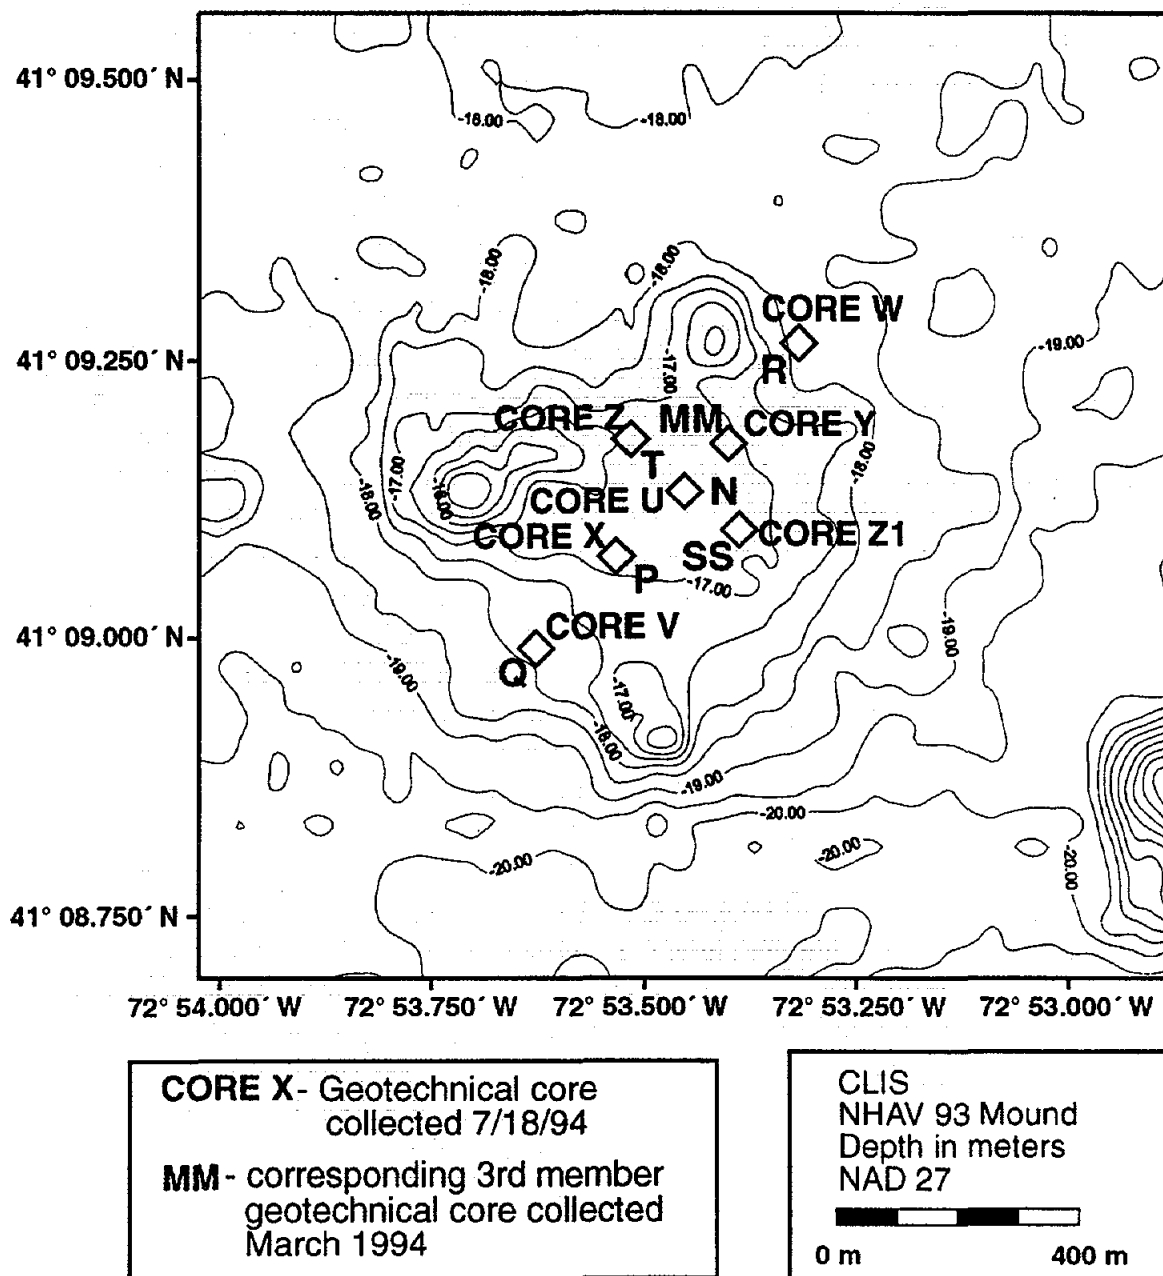 41° 09.500´ N
41° 09.250´ N
41° 09.000´ N
41° 08.750´ N
-18.00
-18.00
-18.00
-18.00
-19.00
CORE W
R
-17.00
CORE Z
MM
CORE Y
T
-18.00
-17.00
-18.00
-16.00
CORE U
N
CORE X
SS
CORE Z1
P
-17.00
CORE V
Q
-19.00
-19.00
-17.00
-18.00
-19.00
-20.00
-20.00
-20.00
-20.00
72° 54.000´ W
72° 53.750´ W
72° 53.500´ W
72° 53.250´ W
72° 53.000´ W
CORE X - Geotechnical core
collected 7/18/94
MM - corresponding 3rd member
geotechnical core collected
March 1994
CLIS
NHAV 93 Mound
Depth in meters
NAD 27
0 m
400 m